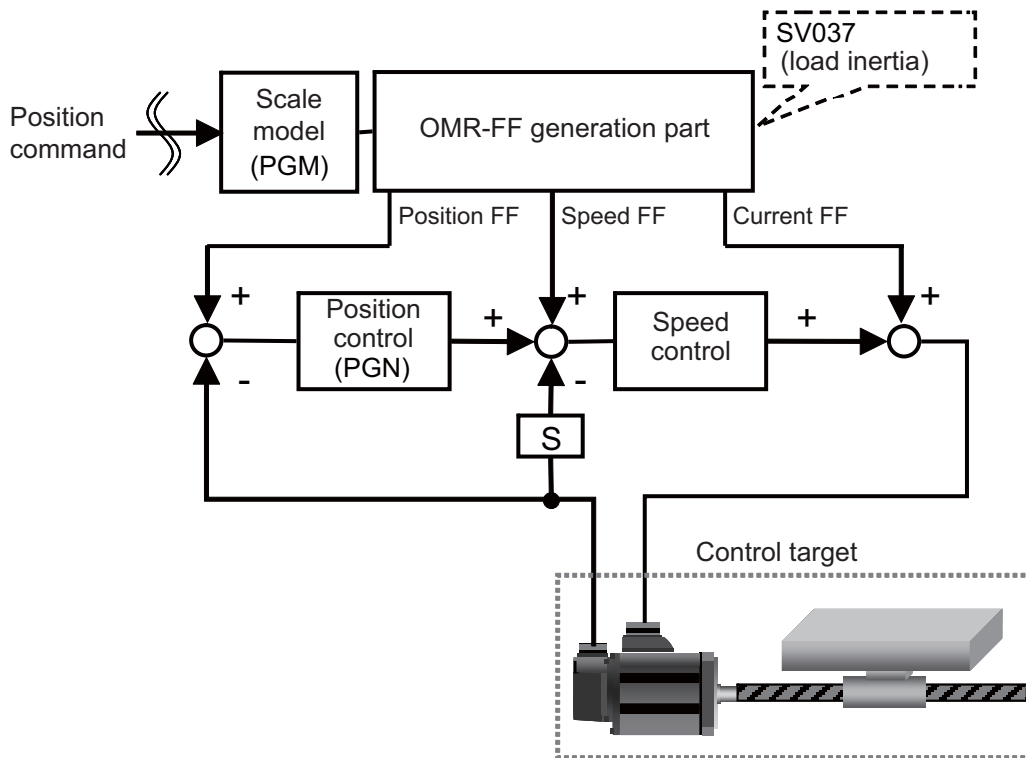 SV037
(load inertia)
Position
command
Scale
model
(PGM)
OMR-FF generation part
Position FF
Speed FF
Current FF
+
+
+
Position
control
(PGN)
+
Speed
control
+
-
-
S
Control target